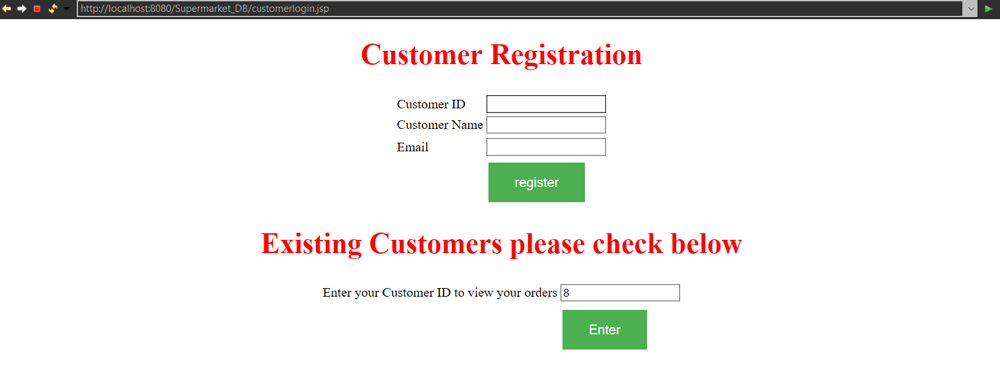 http://localhost:8080/Supermarket_DB/customerlogin.jsp
Customer Registration
Customer ID
Customer Name
Email
register
Existing Customers please check below
Enter your Customer ID to view your orders 8
Enter